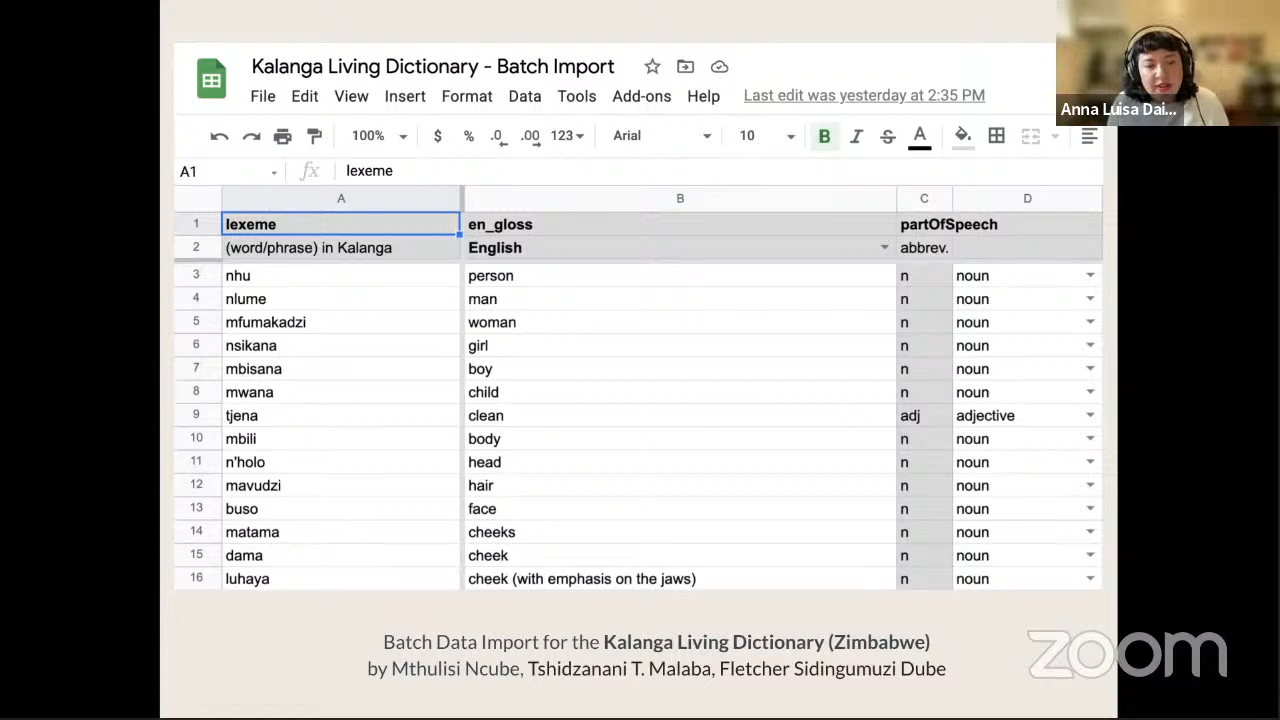 Kalanga Living Dictionary - Batch Import
File Edit View Insert Format Data Tools Add-ons Help Last edit was yesterday at 2:35 PM
Anna Luisa Dai...
100% $ % .0 .00 123 Arial 10 B I S A
A1 fx lexeme
A B C D
1 lexeme en_gloss partOfSpeech
2 (word/phrase) in Kalanga English abbrev.
3 nhu person n noun
4 nlume man n noun
5 mfumakadzi woman n noun
6 nsikana girl n noun
7 mbisana boy n noun
8 mwana child n noun
9 tjena clean adj adjective
10 mbili body n noun
11 n'holo head n noun
12 mavudzi hair n noun
13 buso face n noun
14 matama cheeks n noun
15 dama cheek n noun
16 luhaya cheek (with emphasis on the jaws) n noun
Batch Data Import for the Kalanga Living Dictionary (Zimbabwe)
by Mthulisi Ncube, Tshidzanani T. Malaba, Fletcher Sidingumuzi Dube
zoom